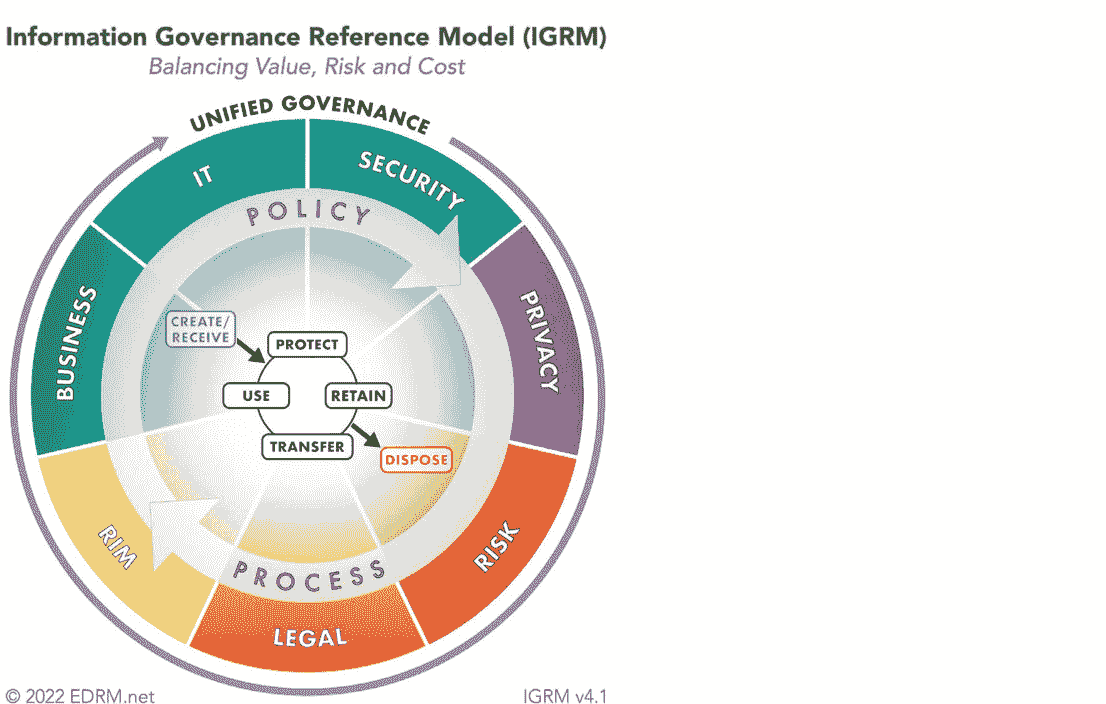 Information Governance Reference Model (IGRM)
Balancing Value, Risk and Cost
UNIFIED GOVERNANCE
IT
SECURITY
POLICY
BUSINESS
PRIVACY
CREATE/
RECEIVE
PROTECT
USE
RETAIN
TRANSFER
DISPOSE
RIM
RISK
PROCESS
LEGAL
© 2022 EDRM.net
IGRM v4.1